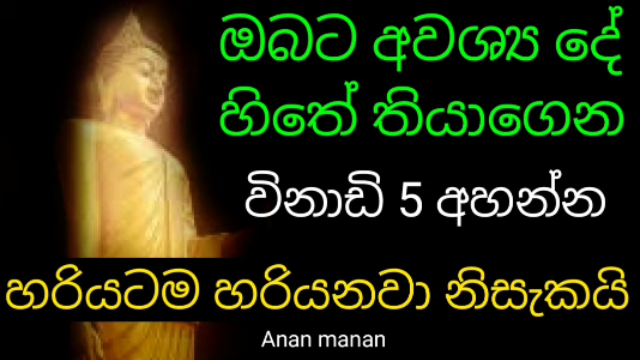 ඔබට අවශ්‍ය දේ
හිතේ තියාගෙන
විනාඩි 5 අහන්න
හරියටම හරියනවා නිසැකයි
Anan manan